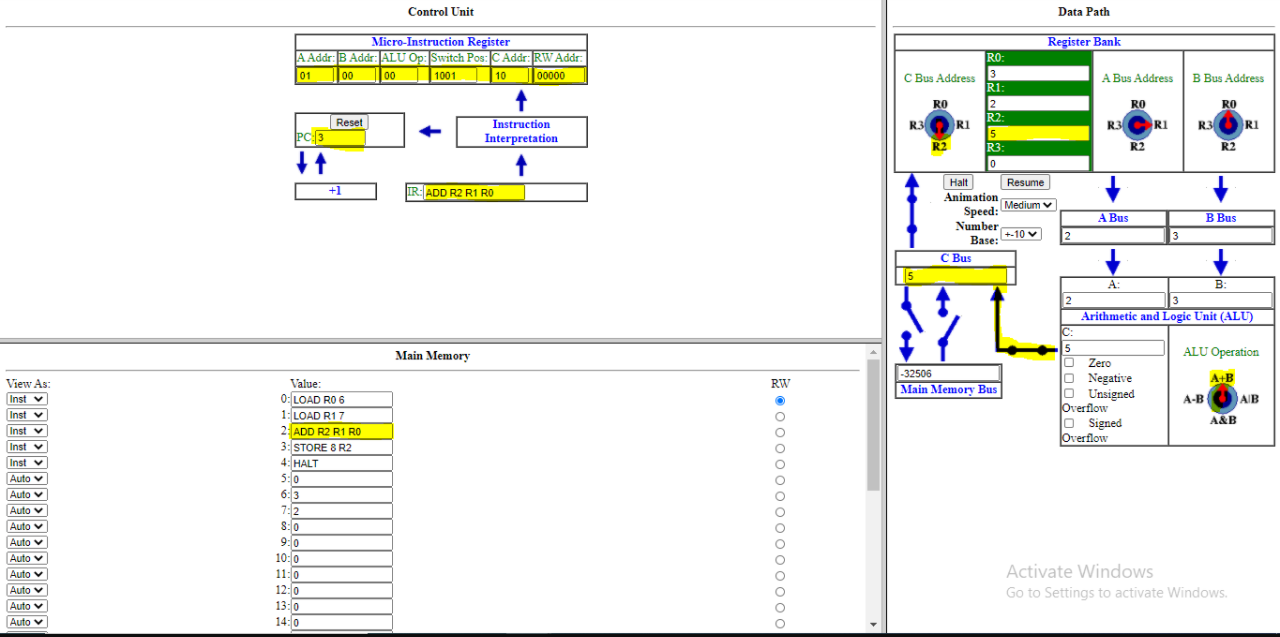 Control Unit
Micro-Instruction Register
A Addr: B Addr: ALU Op: Switch Pos: C Addr: RW Addr:
01 00 00 1001 10 00000
Reset
PC: 3
Instruction
Interpretation
+1
IR: ADD R2 R1 R0
Main Memory
View As: Value: RW
Inst 0: LOAD R0 6
Inst 1: LOAD R1 7
Inst 2: ADD R2 R1 R0
Inst 3: STORE 8 R2
Inst 4: HALT
Auto 5: 0
Auto 6: 3
Auto 7: 2
Auto 8: 0
Auto 9: 0
Auto 10: 0
Auto 11: 0
Auto 12: 0
Auto 13: 0
Auto 14: 0
Data Path
Register Bank
C Bus Address
R0
R3 R1
R2
R0:
3
R1:
2
R2:
5
R3:
0
A Bus Address
R0
R3 R1
R2
B Bus Address
R0
R3 R1
R2
Halt Resume
Animation
Speed: Medium
Number
Base: +-10
A Bus B Bus
2 3
C Bus
5
A: B:
2 3
Arithmetic and Logic Unit (ALU)
C:
5
Zero
Negative
Unsigned
Overflow
Signed
Overflow
ALU Operation
A+B
A-B A|B
A&B
-32506
Main Memory Bus
Activate Windows
Go to Settings to activate Windows.